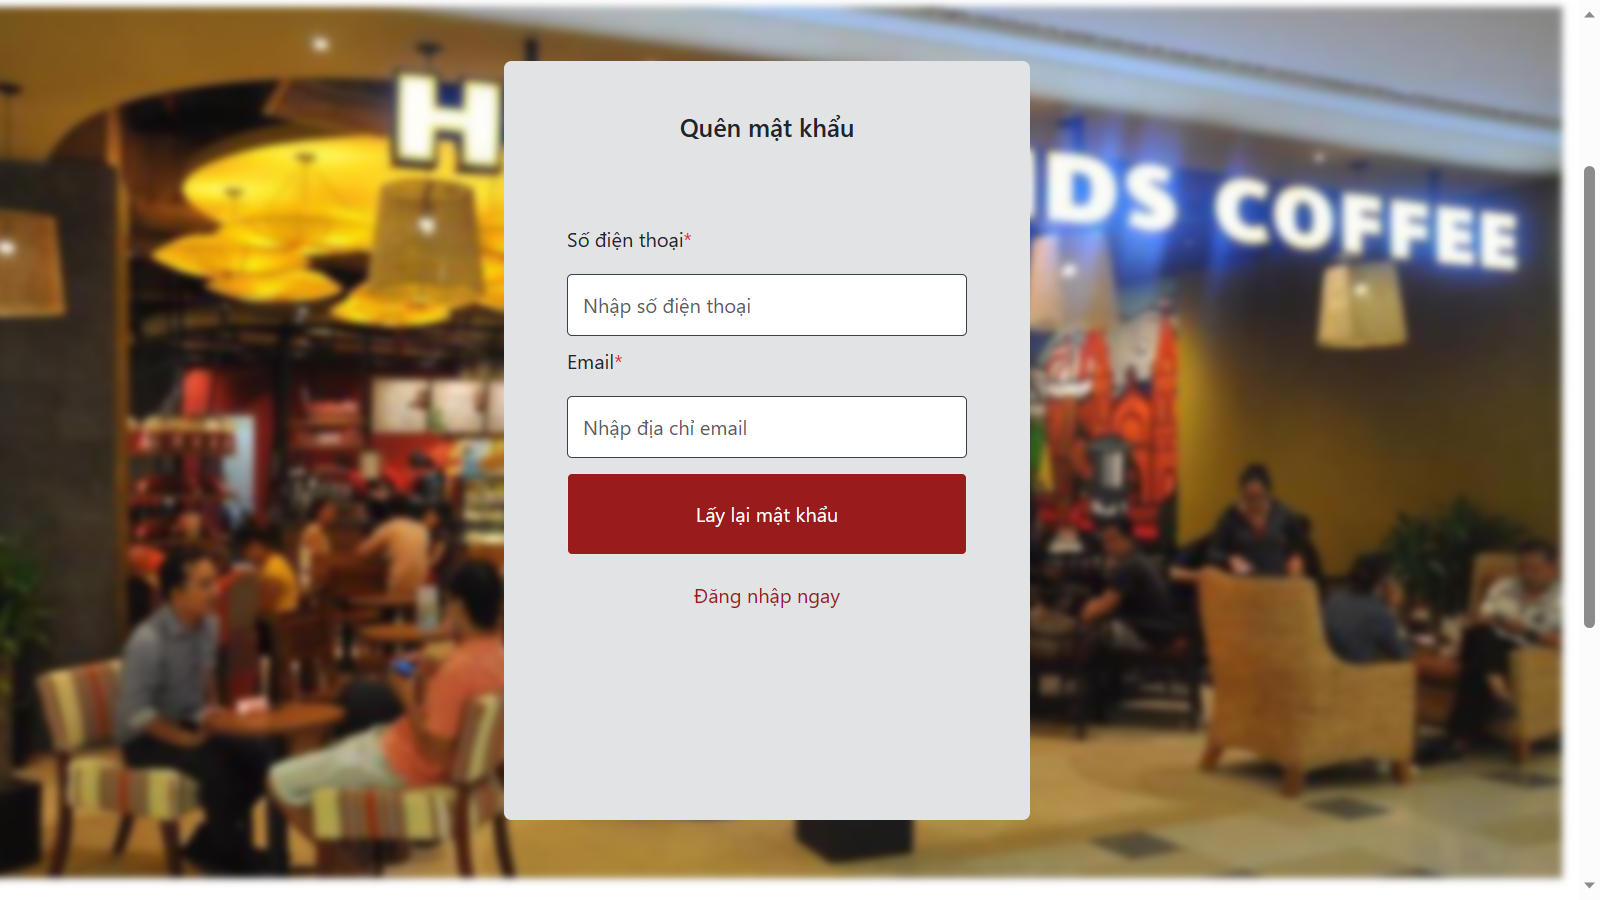 H
NDS COFFEE
Quên mật khẩu
Số điện thoại*
Nhập số điện thoại
Email*
Nhập địa chỉ email
Lấy lại mật khẩu
Đăng nhập ngay